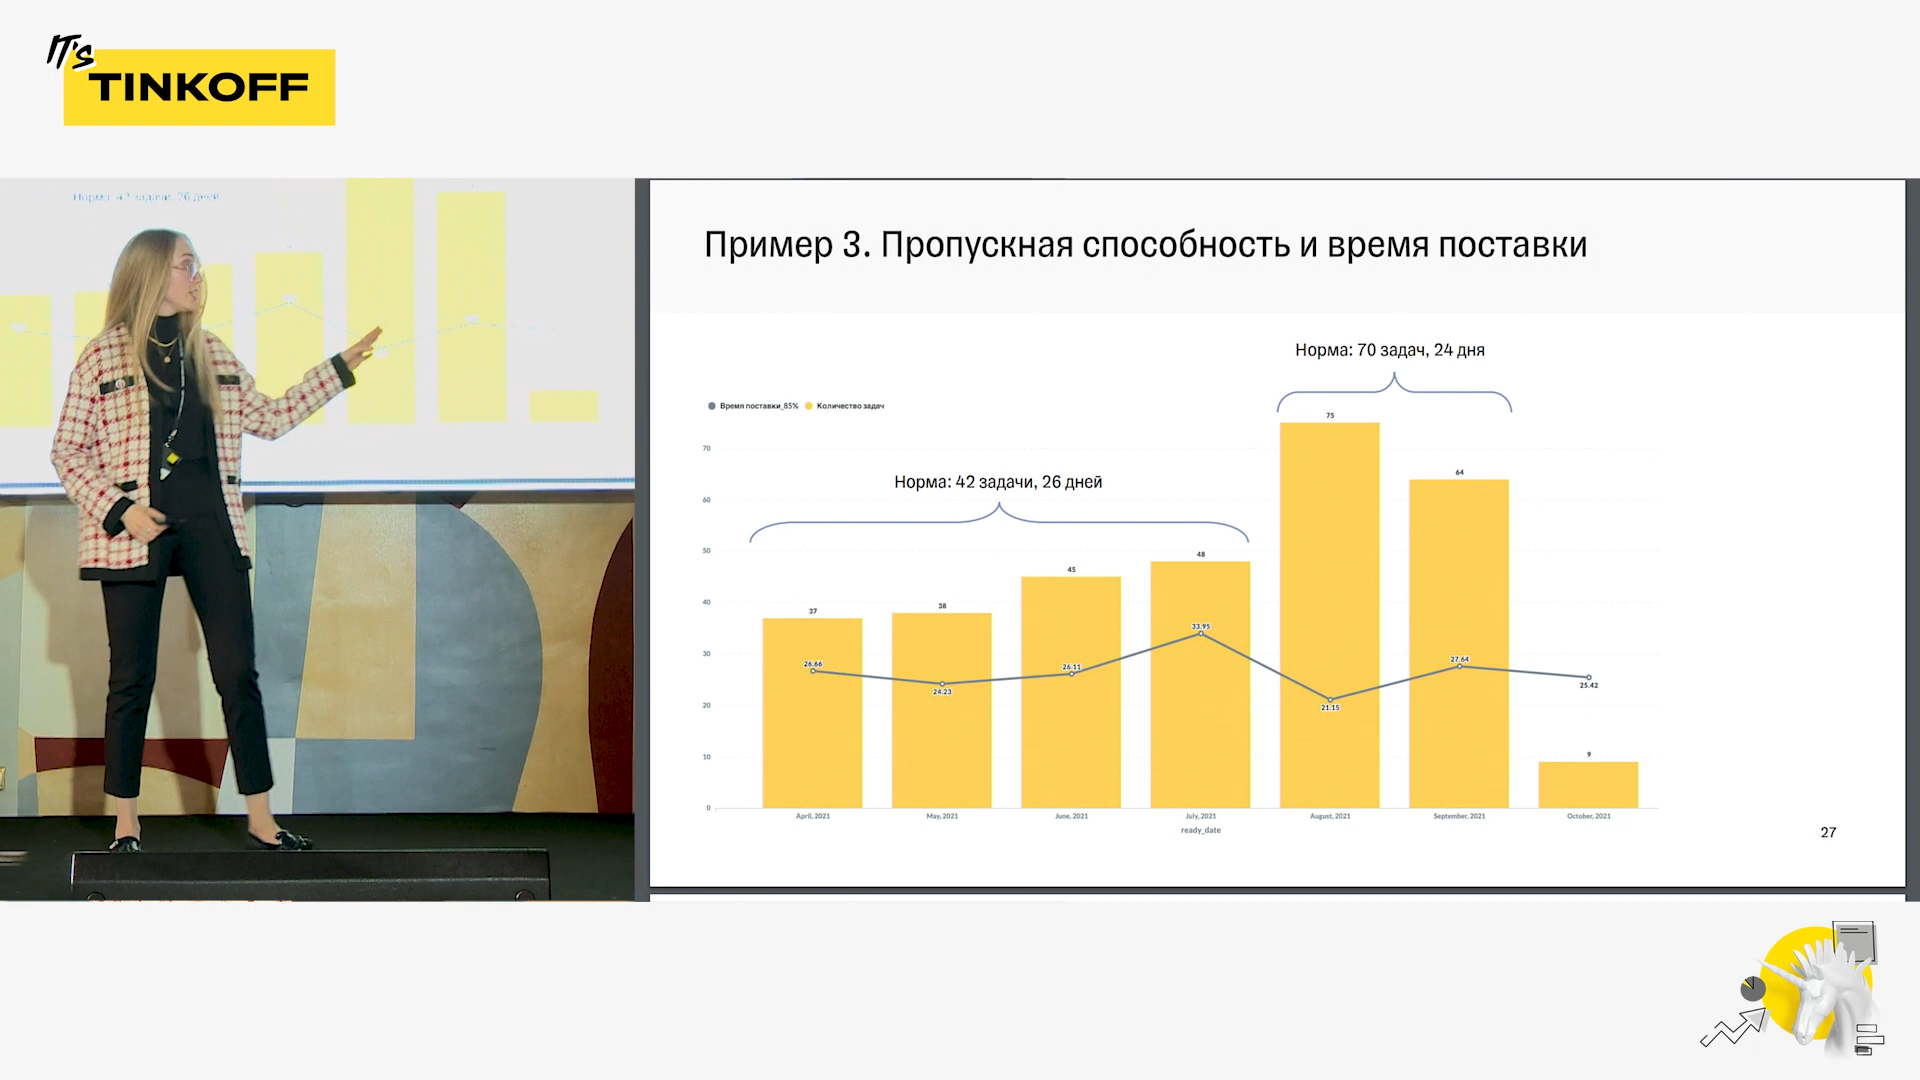 IT's
TINKOFF
Норма: 42 задачи, 26 дней
Пример 3. Пропускная способность и время поставки
Норма: 70 задач, 24 дня
Время поставки_85% Количество задач
Норма: 42 задачи, 26 дней
70
60
50
40
30
20
10
0
37
38
45
48
75
64
9
26.66
24.23
26.11
33.95
21.15
27.64
25.42
April, 2021
May, 2021
June, 2021
July, 2021
August, 2021
September, 2021
October, 2021
ready_date
27